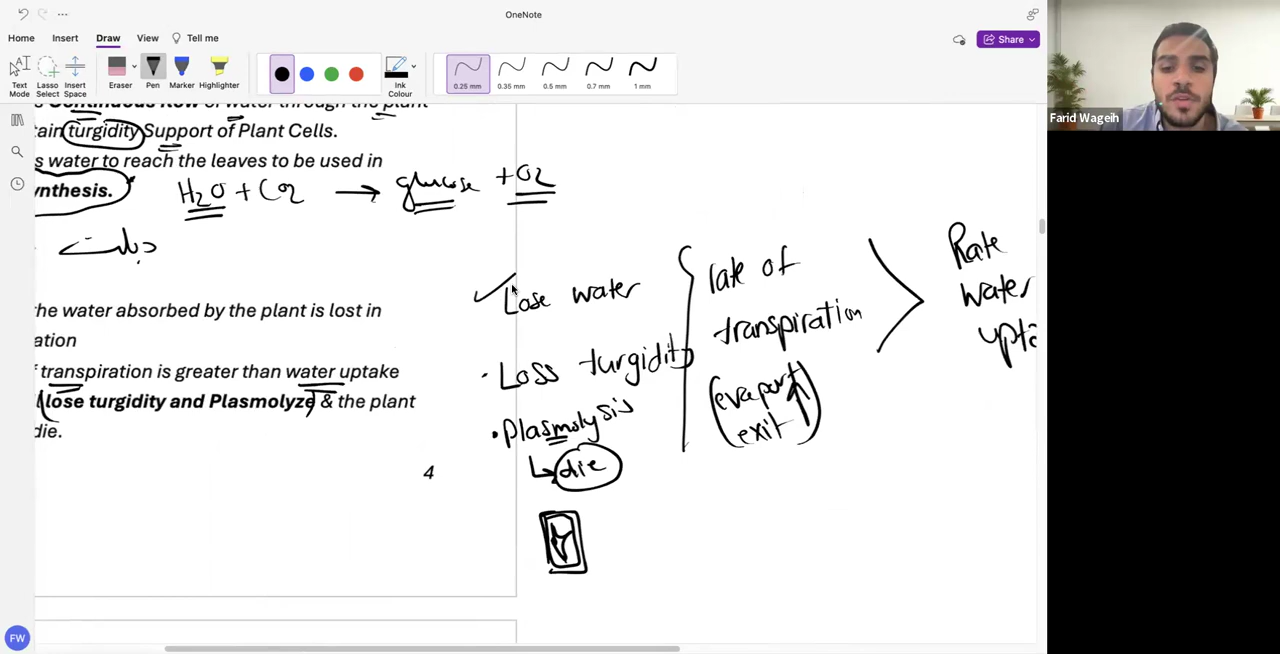 OneNote
Home Insert Draw View Tell me
Share
Text Mode
Lasso Select
Insert Space
Eraser
Pen
Marker
Highlighter
Ink Colour
0.25 mm 0.35 mm 0.5 mm 0.7 mm 1 mm
Farid Wageih
s Continuous flow of water through the plant
tain turgidity Support of Plant Cells.
s water to reach the leaves to be used in
ynthesis.
H2O + CO2 → glucose + O2
the water absorbed by the plant is lost in
ation
f transpiration is greater than water uptake
lose turgidity and Plasmolyze & the plant
die.
4
✓ Lose water
• Loss turgidity
• Plasmolysis
↳ die
rate of
transpiration
(evapor↑
exit)
>
Rate
water
upta
FW